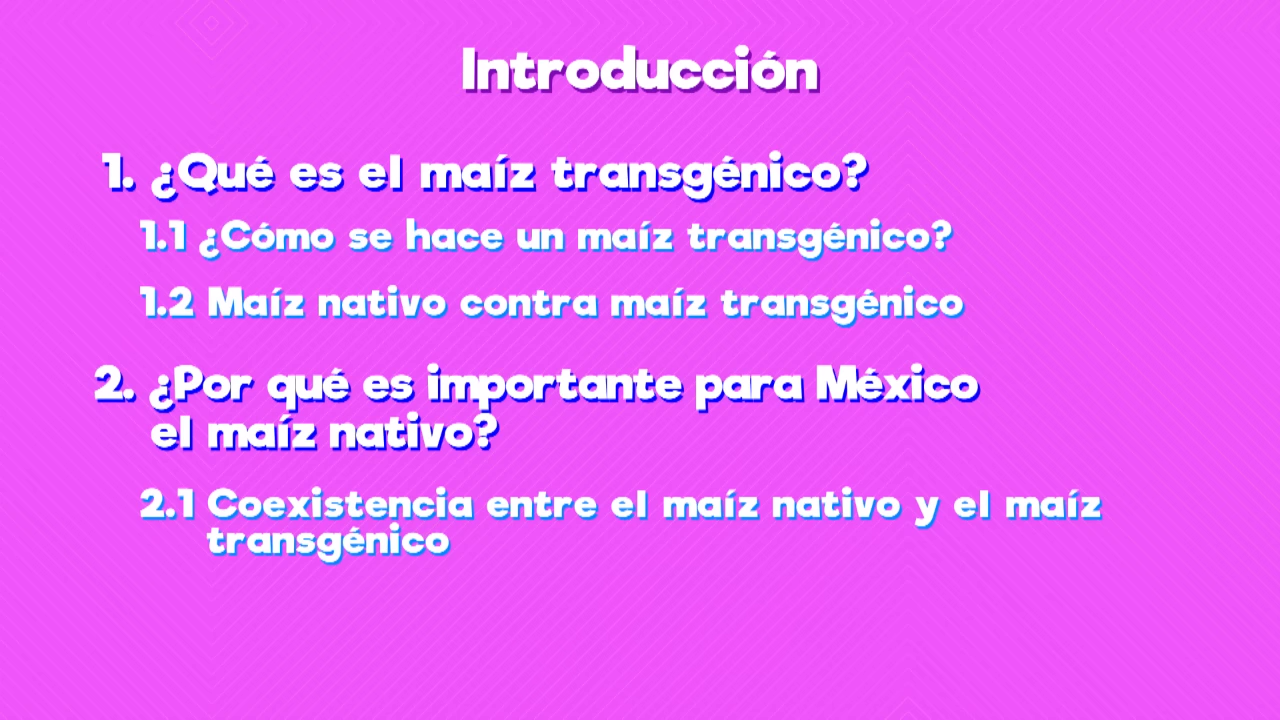 Introducción
1. ¿Qué es el maíz transgénico?
1.1 ¿Cómo se hace un maíz transgénico?
1.2 Maíz nativo contra maíz transgénico
2. ¿Por qué es importante para México
el maíz nativo?
2.1 Coexistencia entre el maíz nativo y el maíz
transgénico